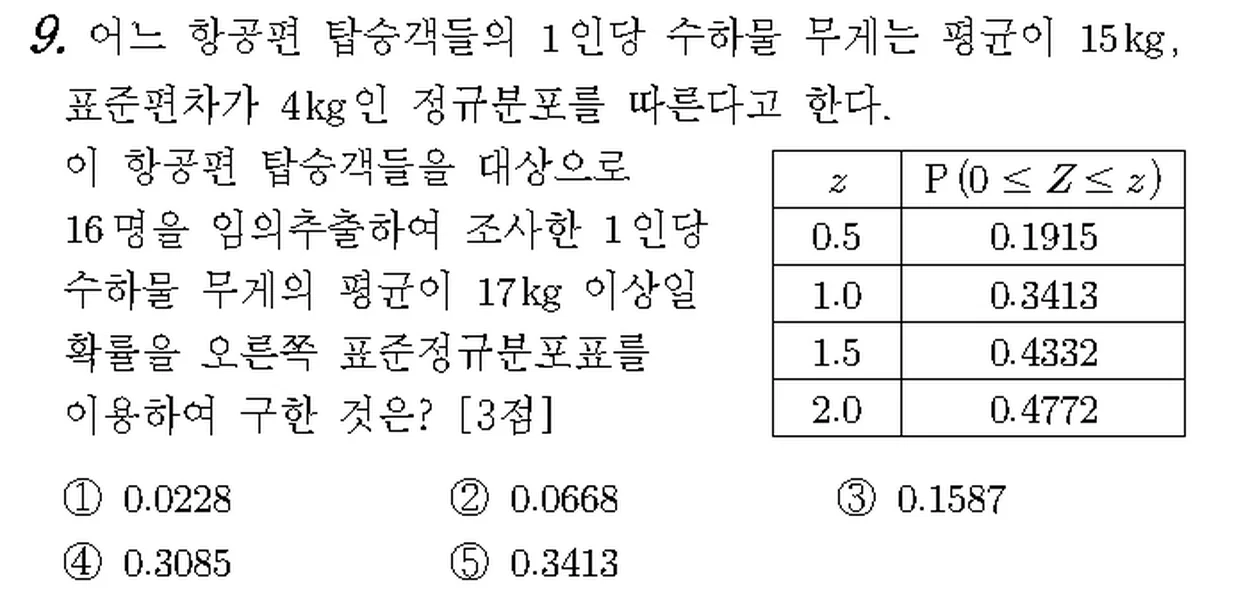 9. 어느 항공편 탑승객들의 1인당 수하물 무게는 평균이 15kg,
표준편차가 4kg인 정규분포를 따른다고 한다.
이 항공편 탑승객들을 대상으로
16명을 임의추출하여 조사한 1인당
수하물 무게의 평균이 17kg 이상일
확률을 오른쪽 표준정규분포표를
이용하여 구한 것은? [3점]
z P(0 ≤ Z ≤ z)
0.5 0.1915
1.0 0.3413
1.5 0.4332
2.0 0.4772
① 0.0228 ② 0.0668 ③ 0.1587
④ 0.3085 ⑤ 0.3413